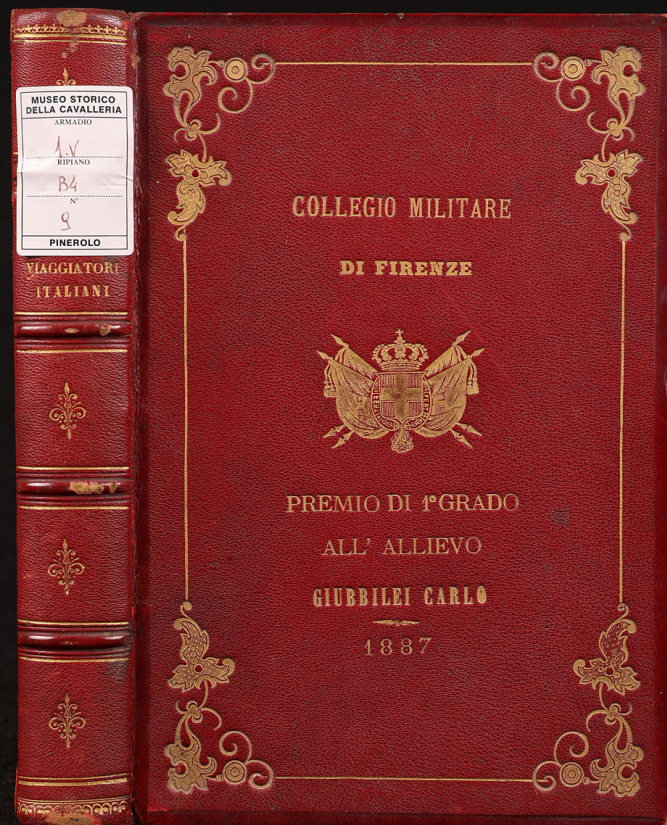 MUSEO STORICO
DELLA CAVALLERIA
ARMADIO
1.V
RIPIANO
B4
N°
9
PINEROLO
VIAGGIATORI
ITALIANI
COLLEGIO MILITARE
DI FIRENZE
PREMIO DI 1° GRADO
ALL' ALLIEVO
GIUBBILEI CARLO
1887